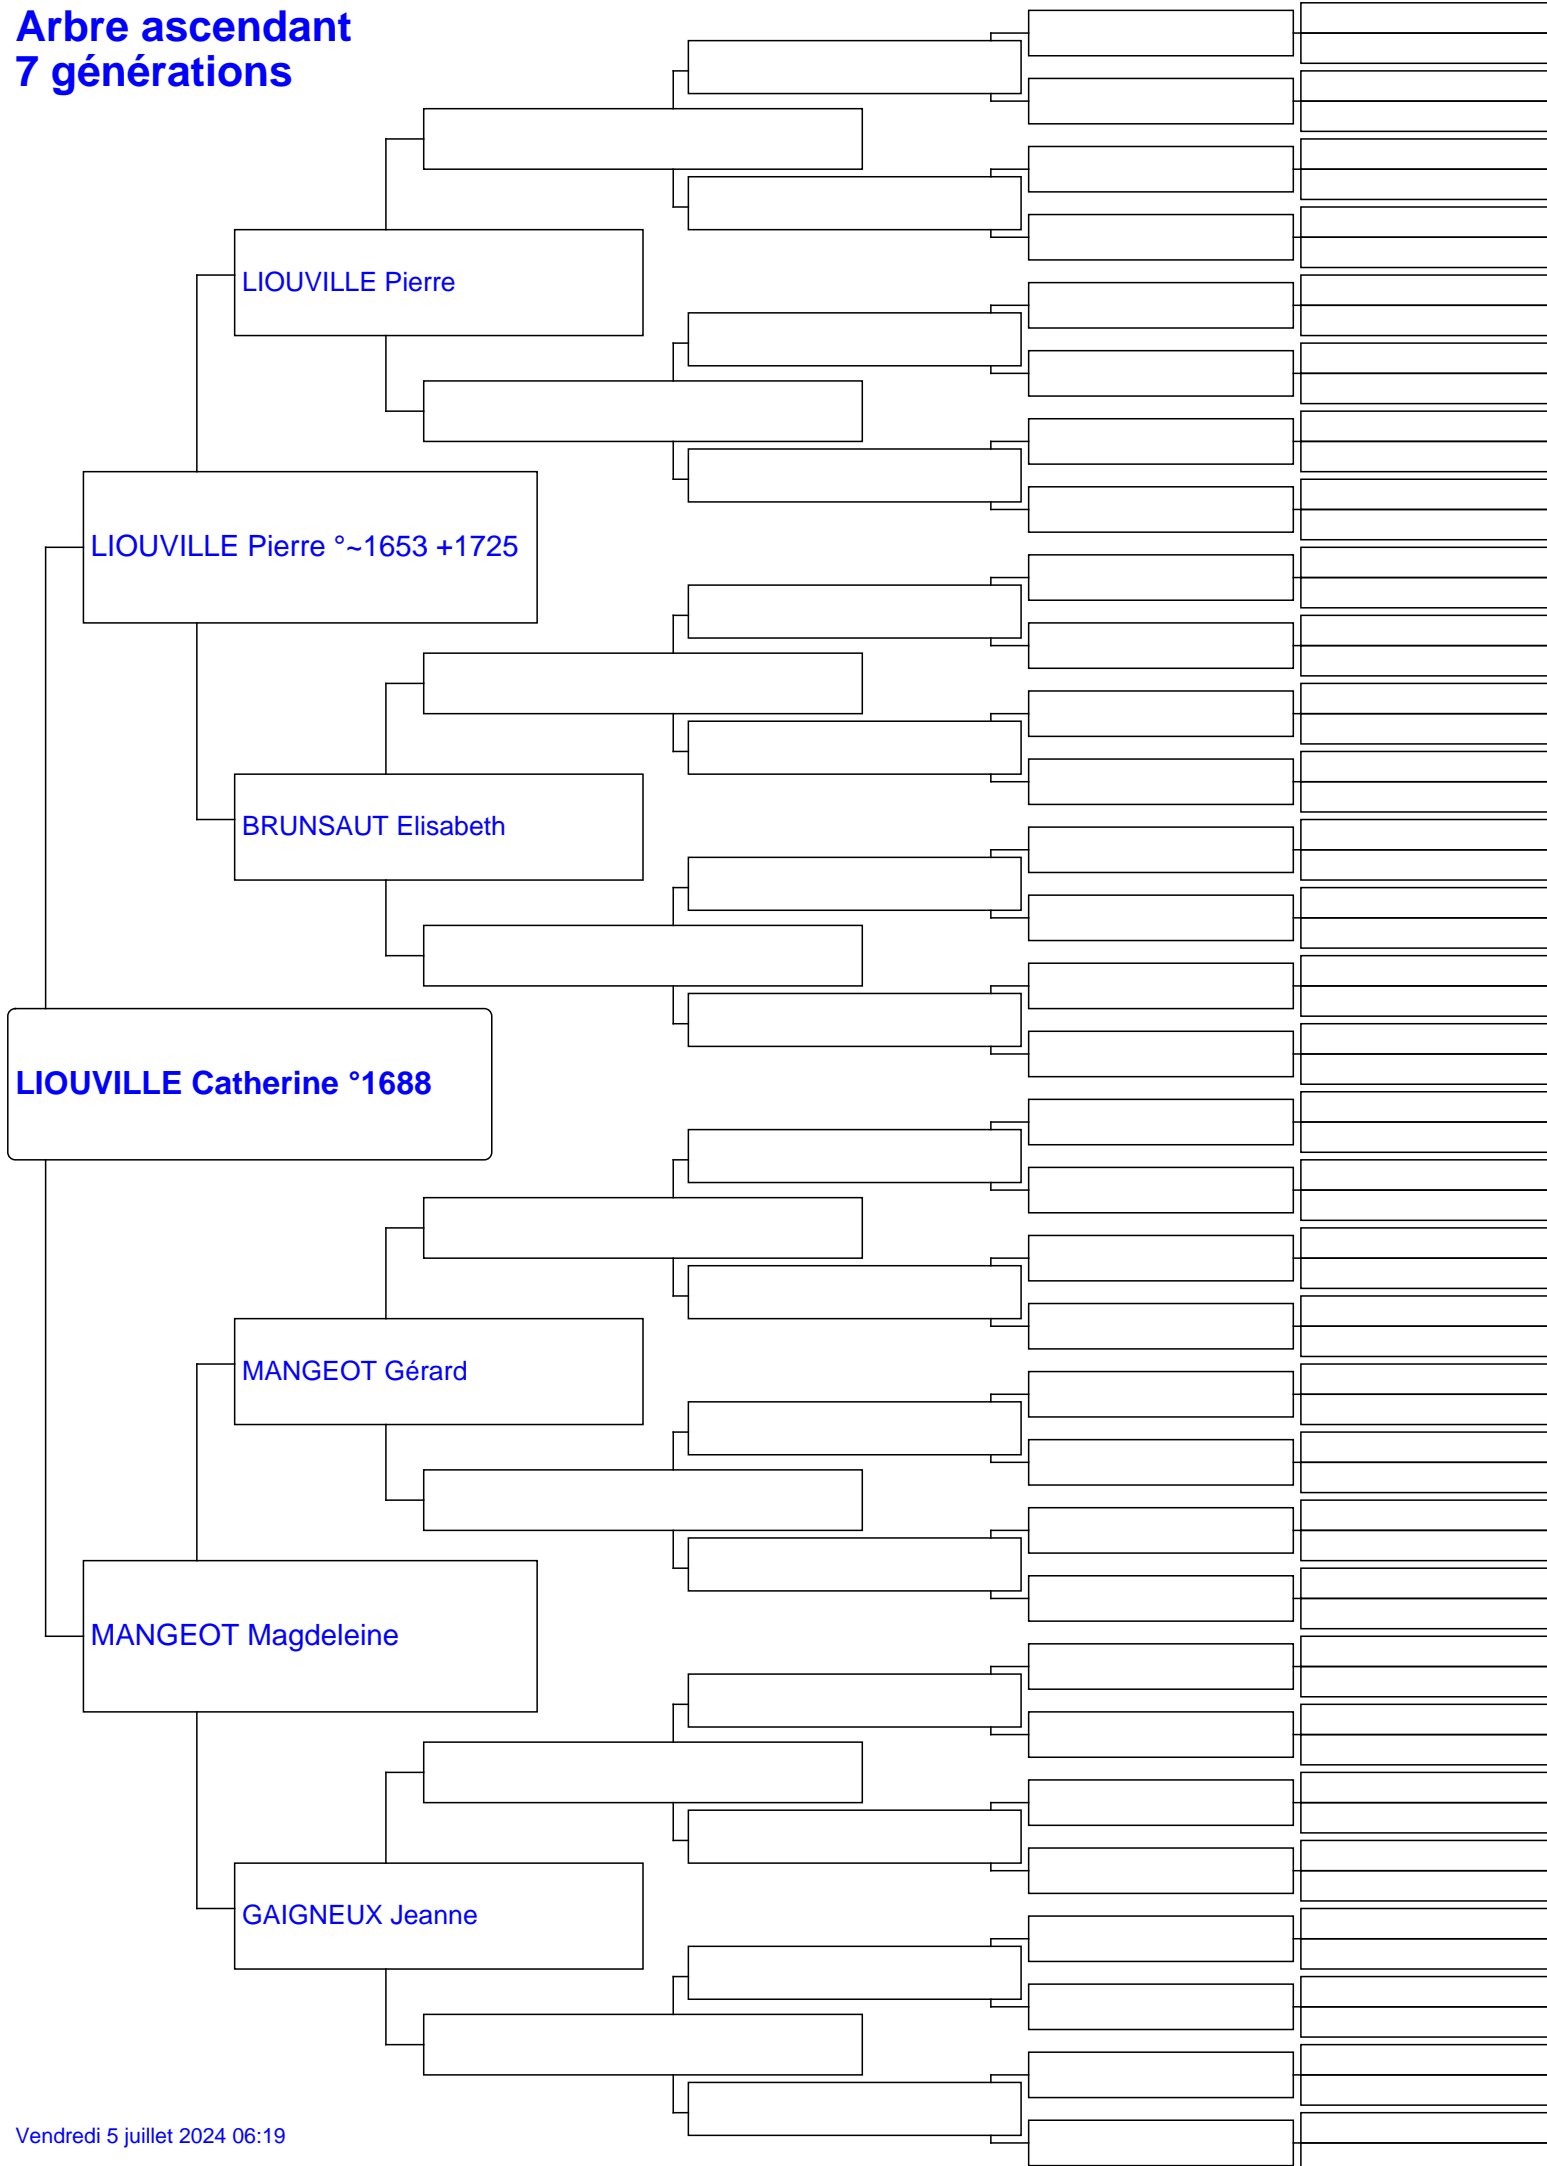 Arbre ascendant
7 générations
LIOUVILLE Pierre
LIOUVILLE Pierre °~1653 +1725
BRUNSAUT Elisabeth
LIOUVILLE Catherine °1688
MANGEOT Gérard
MANGEOT Magdeleine
GAIGNEUX Jeanne
Vendredi 5 juillet 2024 06:19